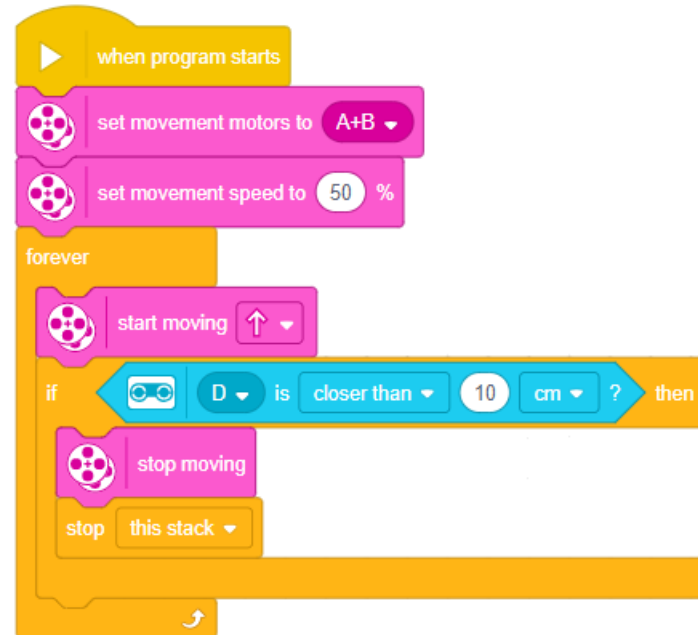 when program starts
set movement motors to A+B
set movement speed to 50 %
forever
start moving
if D is closer than 10 cm ? then
stop moving
stop this stack